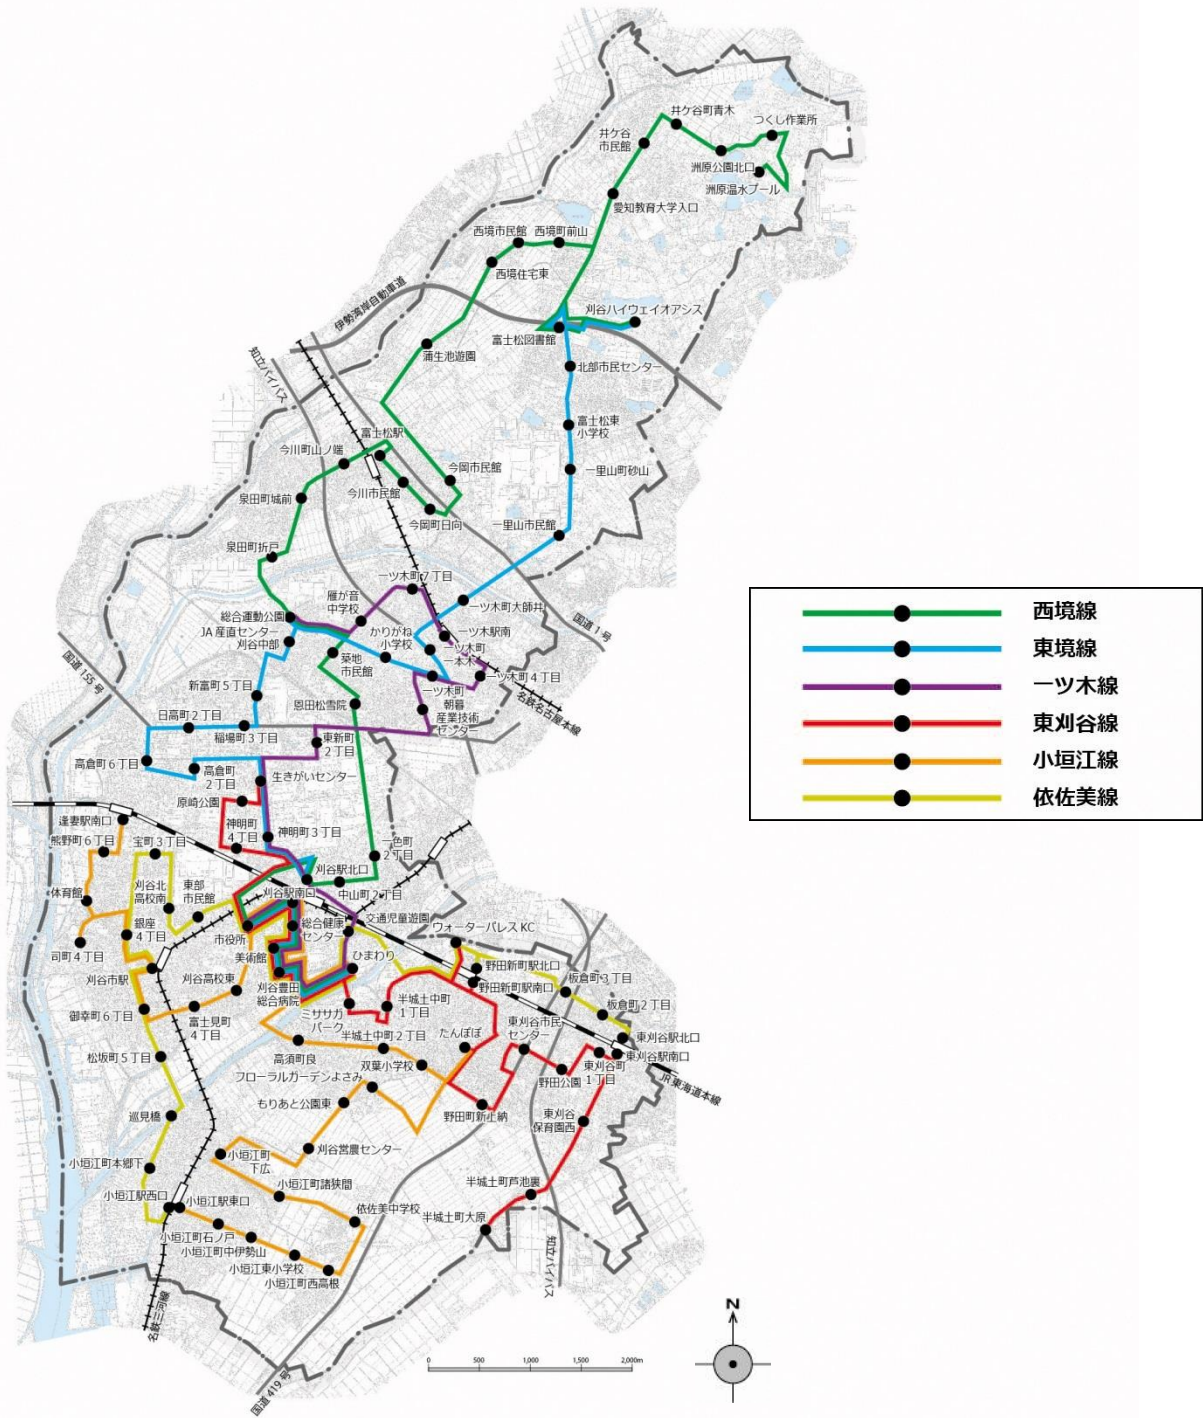 井ケ谷町青木
つくし作業所
井ケ谷
市民館
洲原公園北口
洲原温水プール
愛知教育大学入口
西境市民館
西境町前山
西境住宅東
伊勢湾岸自動車道
刈谷ハイウェイオアシス
富士松図書館
知立バイパス
蒲生池遊園
北部市民センター
富士松駅
富士松東
小学校
今川町山ノ端
今岡市民館
一里山町砂山
今川市民館
泉田町城前
今岡町日向
一里山市民館
泉田町折戸
一ツ木町7丁目
雁が音
中学校
一ツ木町大師井
国道1号
総合運動公園
JA産直センター
刈谷中部
かりがね
小学校
一ツ木駅南
一ツ木町
一本木
築地
市民館
一ツ木町4丁目
国道155号
新富町5丁目
恩田松雪院
一ツ木町
朝暮
名鉄名古屋本線
日高町2丁目
産業技術
センター
稲場町3丁目
東新町
2丁目
高倉町6丁目
高倉町
2丁目
生きがいセンター
原崎公園
逢妻駅南口
神明町
4丁目
神明町3丁目
熊野町6丁目
宝町3丁目
一色町
2丁目
刈谷駅北口
体育館
刈谷北
高校南
東部
市民館
刈谷駅南口
中山町2丁目
銀座
4丁目
市役所
総合健康
センター
交通児童遊園
ウォーターパレスKC
司町4丁目
美術館
ひまわり
野田新町駅北口
板倉町3丁目
刈谷市駅
刈谷高校東
刈谷豊田
総合病院
野田新町駅南口
御幸町6丁目
富士見町
4丁目
ミササガ
パーク
半城土中町
1丁目
板倉町2丁目
半城土中町2丁目
たんぽぽ
東刈谷市民
センター
東刈谷駅北口
松坂町5丁目
高須町良
双葉小学校
東刈谷駅南口
東刈谷町
1丁目
野田公園
JR東海道本線
フローラルガーデンよさみ
もりあと公園東
野田町新上納
東刈谷
保育園西
巡見橋
小垣江町
下広
刈谷営農センター
小垣江町本郷下
小垣江町諸狭間
半城土町芦池裏
小垣江駅西口
小垣江駅東口
依佐美中学校
半城土町大原
小垣江町石ノ戸
小垣江町中伊勢山
小垣江東小学校
小垣江町西高根
知立バイパス
名鉄三河線
国道419号
西境線
東境線
一ツ木線
東刈谷線
小垣江線
依佐美線
N
0 500 1,000 1,500 2,000m